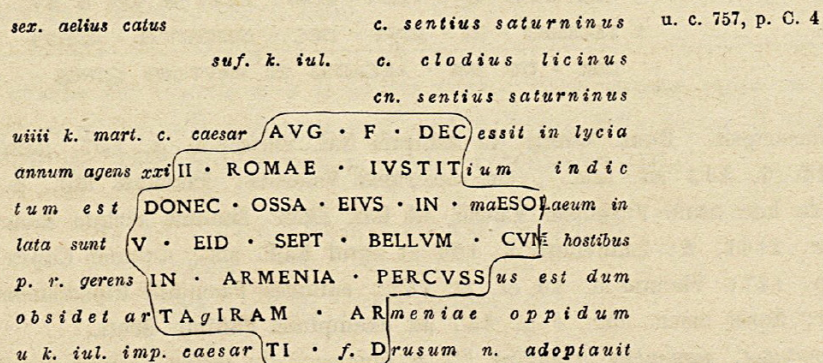 sex. aelius catus c. sentius saturninus u. c. 757, p. C. 4
suf. k. iul. c. clodius licinus
cn. sentius saturninus
uiiii k. mart. c. caesar AVG · F · DECessit in lycia
annum agens xxiII · ROMAE · IVSTITium indic
tum est DONEC · OSSA · EIVS · IN · maESOLaeum in
lata sunt V · EID · SEPT · BELLVM · CVM hostibus
p. r. gerens IN · ARMENIA · PERCVSSus est dum
obsidet arTAgIRAM · ARmeniae oppidum
u k. iul. imp. caesar TI · f. Drusum n. adoptauit